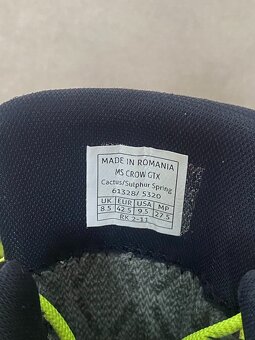 MADE IN ROMANIA
MS CROW GTX
Cactus/Sulphur Spring
61328/ 5320
UK EUR USA MP
8.5 42.5 9.5 27.5
RK 2-11